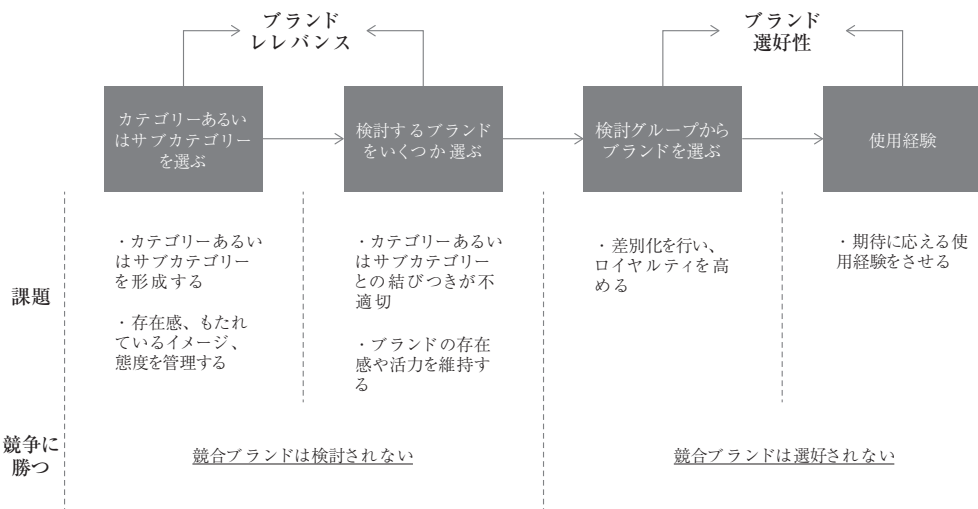 ブランド
レレバンス
ブランド
選好性
カテゴリーあるい
はサブカテゴリー
を選ぶ
検討するブランド
をいくつか選ぶ
検討グループから
ブランドを選ぶ
使用経験
課題
・カテゴリーあるい
はサブカテゴリー
を形成する
・存在感、もたれ
ているイメージ、
態度を管理する
・カテゴリーあるい
はサブカテゴリー
との結びつきが不
適切
・ブランドの存在
感や活力を維持す
る
・差別化を行い、
ロイヤルティを高
める
・期待に応える使
用経験をさせる
競争に
勝つ
競合ブランドは検討されない
競合ブランドは選好されない